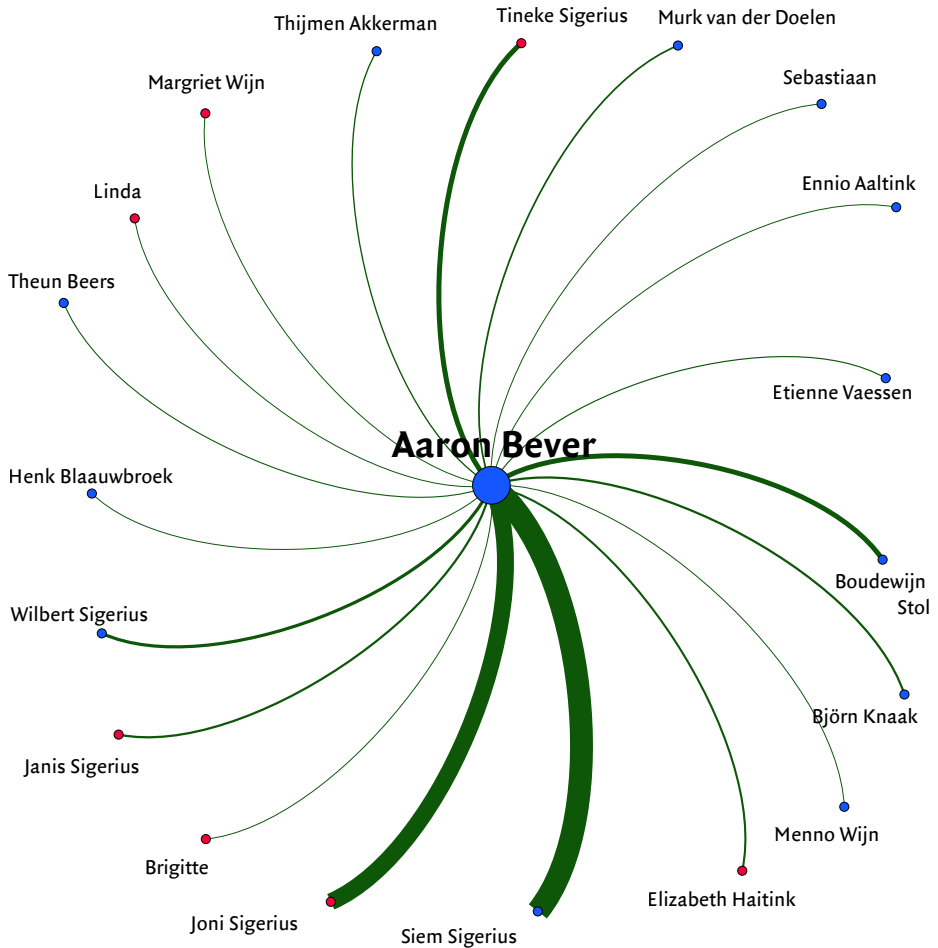 Tineke Sigerius
Murk van der Doelen
Thijmen Akkerman
Sebastiaan
Margriet Wijn
Ennio Aaltink
Linda
Theun Beers
Etienne Vaessen
Aaron Bever
Henk Blaauwbroek
Boudewijn
Stol
Wilbert Sigerius
Björn Knaak
Janis Sigerius
Menno Wijn
Brigitte
Elizabeth Haitink
Joni Sigerius
Siem Sigerius